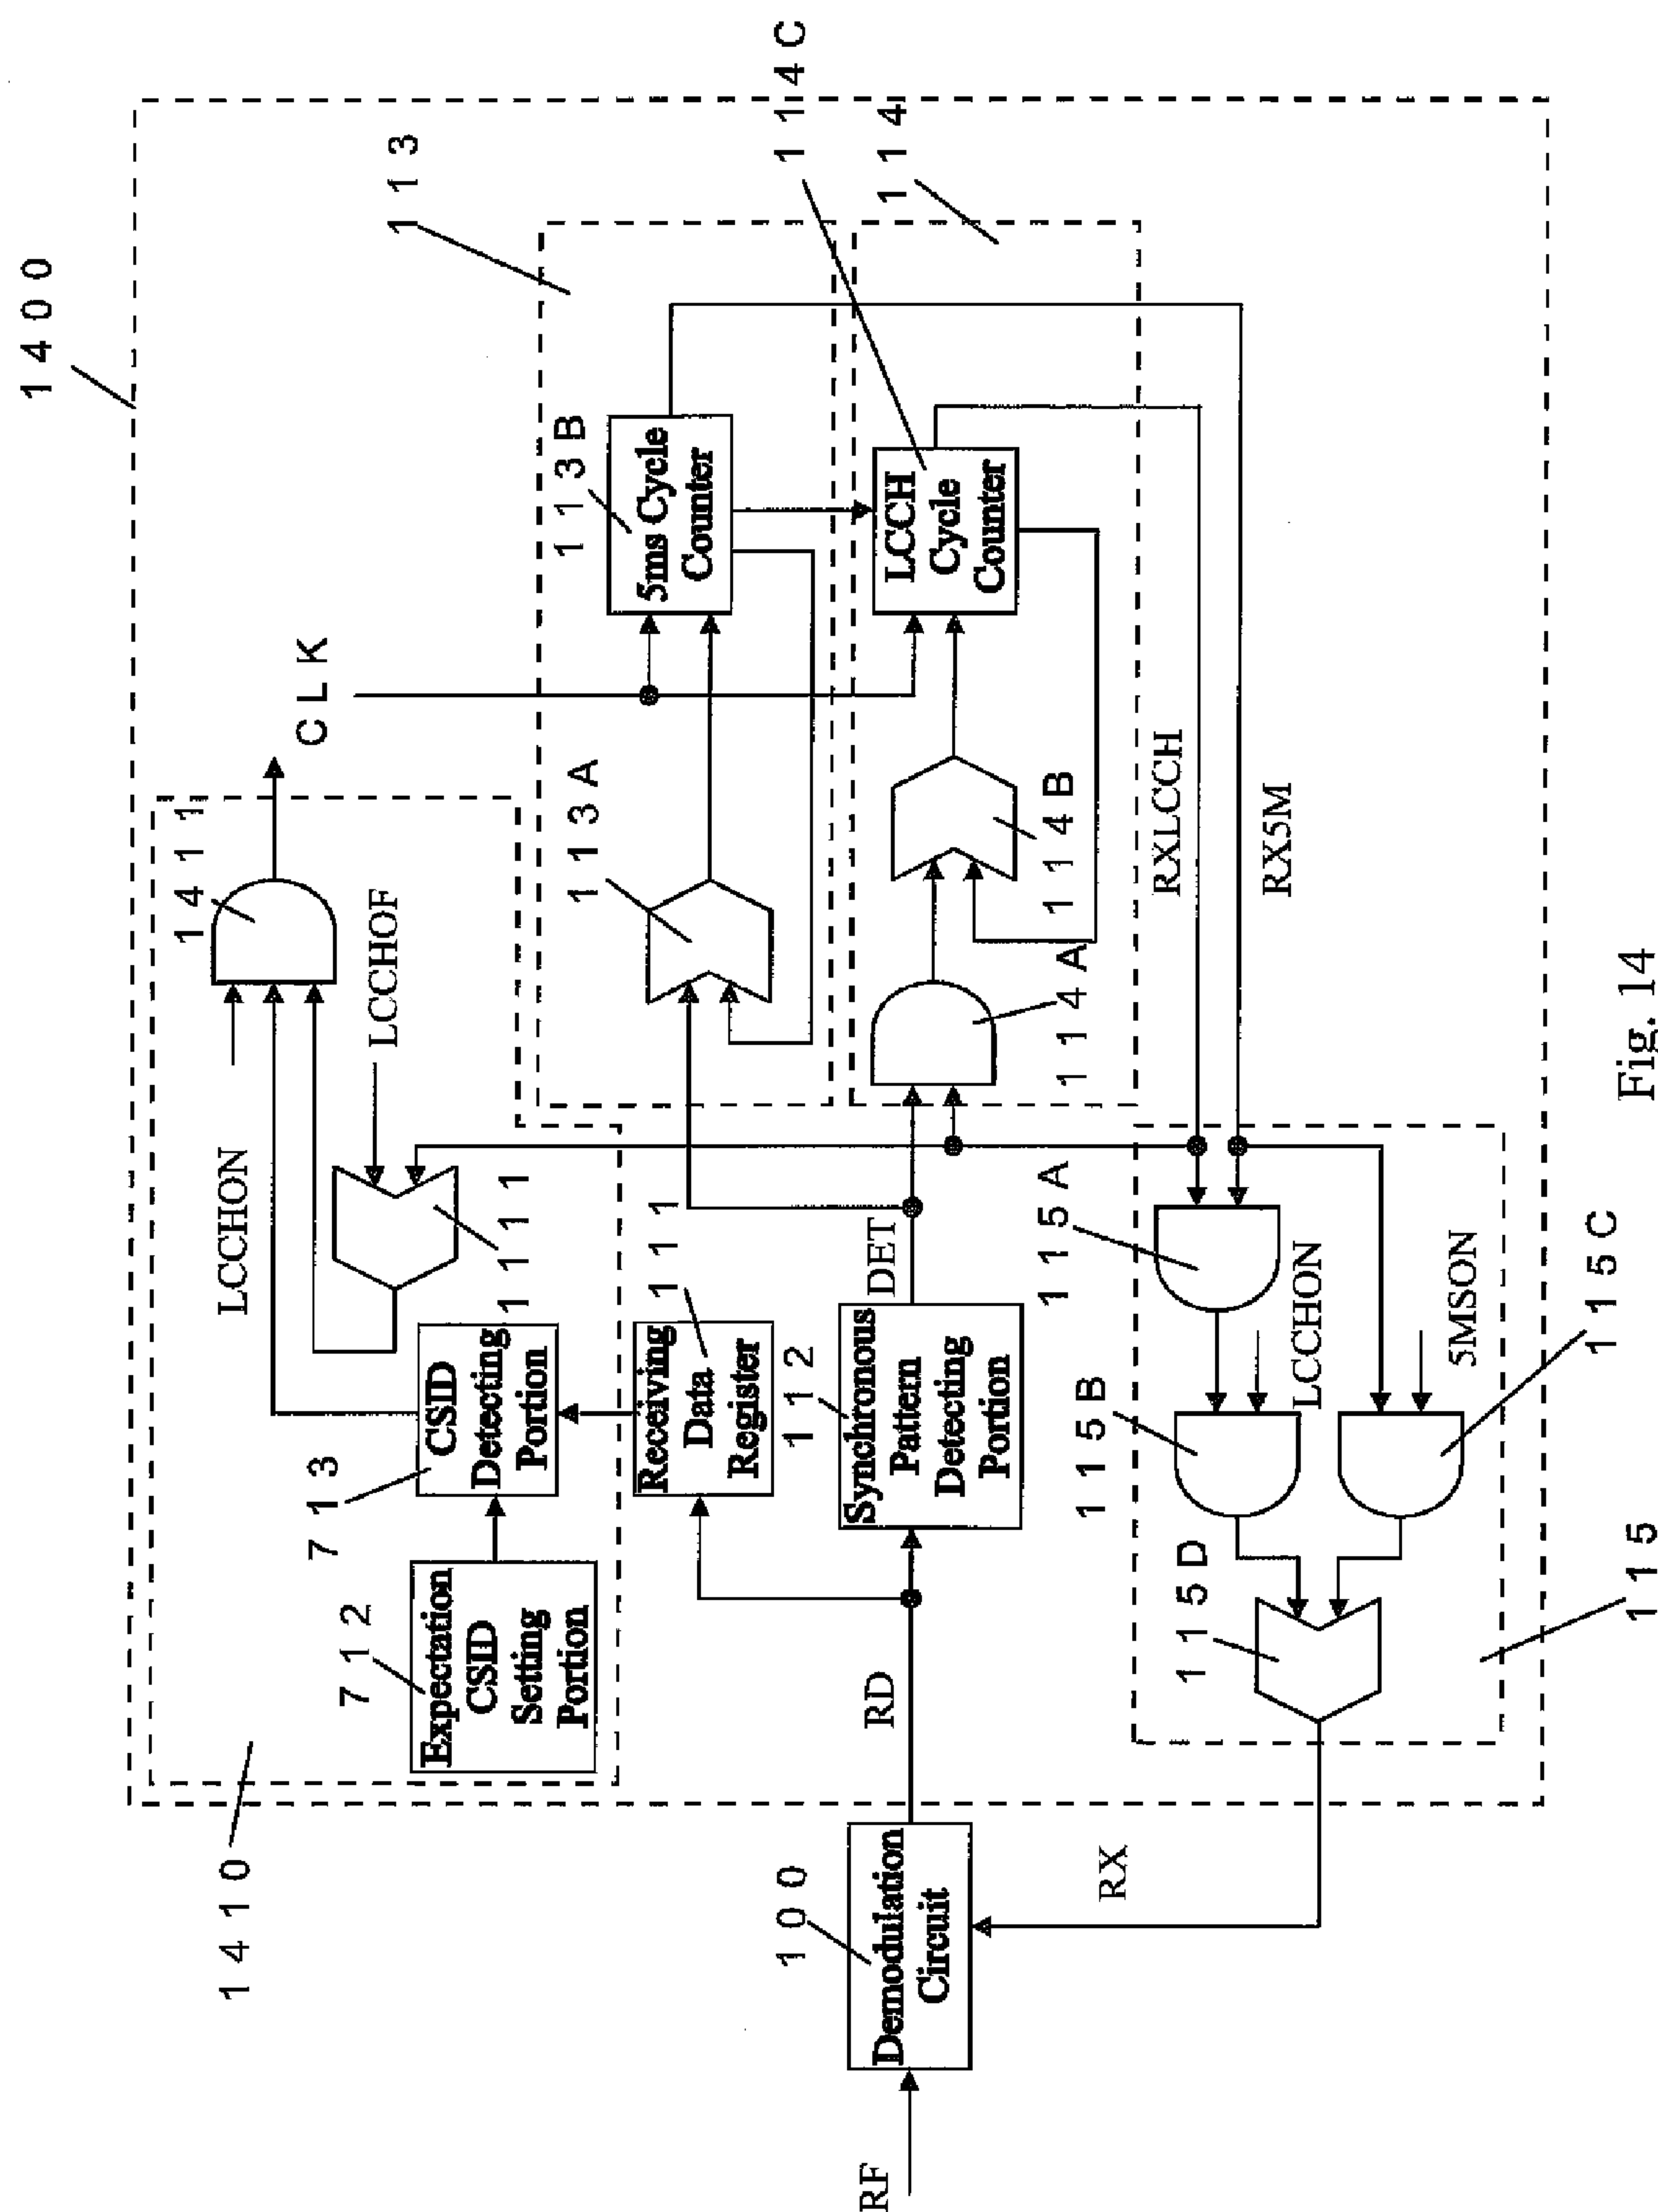 1400
1410
LCCHON
1411
CLK
LCCHOF
1111
712
Expectation
CSID
Setting
Portion
713
CSID
Detecting
Portion
113
113A
113B
5ms Cycle
Counter
111
Receiving
Data
Register
112
Synchronous
Pattern
Detecting
Portion
DET
RD
100
Demodulation
Circuit
RF
RX
114C
114
LCCH
Cycle
Counter
114A
114B
RXLCCH
RX5M
115A
115B
LCCHON
5MSON
115C
115D
115
Fig. 14